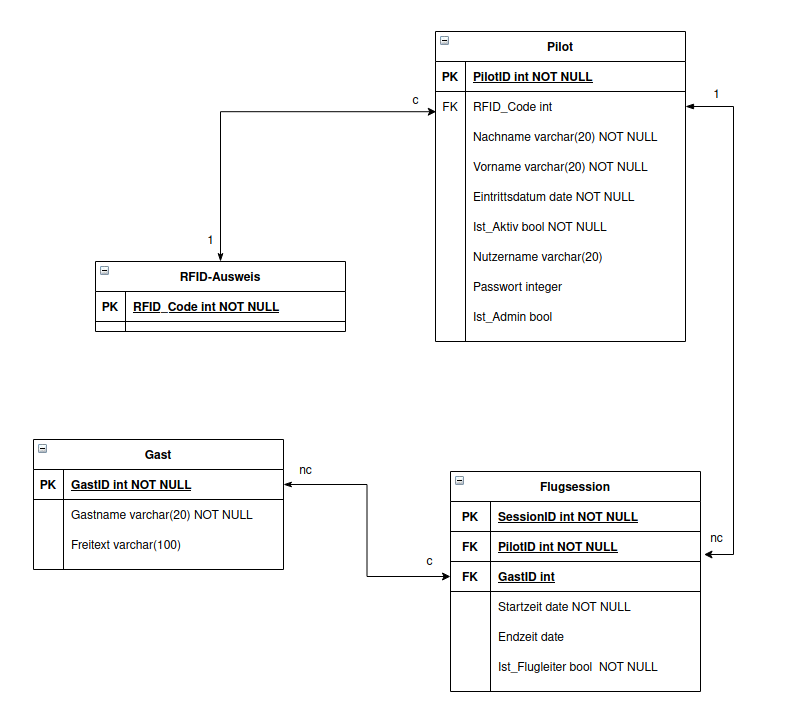 Pilot
PK PilotID int NOT NULL
FK RFID_Code int
Nachname varchar(20) NOT NULL
Vorname varchar(20) NOT NULL
Eintrittsdatum date NOT NULL
Ist_Aktiv bool NOT NULL
Nutzername varchar(20)
Passwort integer
Ist_Admin bool
c
1
1
nc
RFID-Ausweis
PK RFID_Code int NOT NULL
Gast
PK GastID int NOT NULL
Gastname varchar(20) NOT NULL
Freitext varchar(100)
nc
c
Flugsession
PK SessionID int NOT NULL
FK PilotID int NOT NULL
FK GastID int
Startzeit date NOT NULL
Endzeit date
Ist_Flugleiter bool  NOT NULL